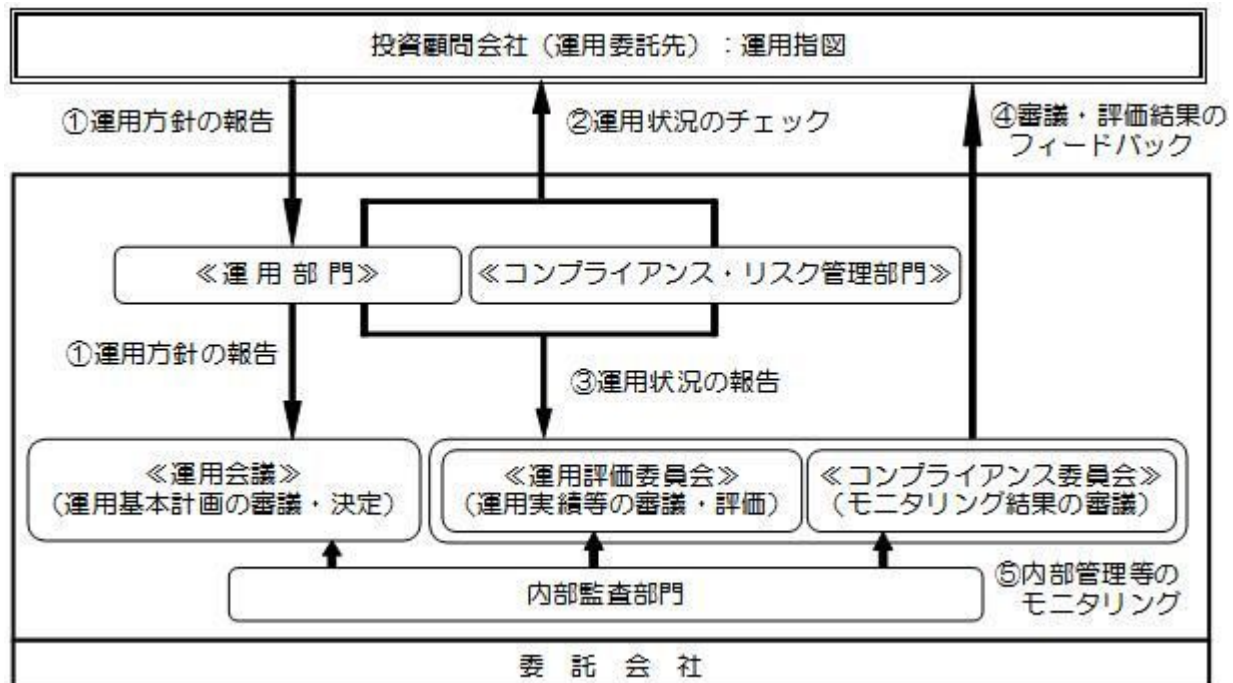 投資顧問会社（運用委託先）：運用指図
①運用方針の報告
②運用状況のチェック
④審議・評価結果の
フィードバック
≪運 用 部 門≫
≪コンプライアンス・リスク管理部門≫
①運用方針の報告
③運用状況の報告
≪運用会議≫
（運用基本計画の審議・決定）
≪運用評価委員会≫
（運用実績等の審議・評価）
≪コンプライアンス委員会≫
（モニタリング結果の審議）
内部監査部門
⑤内部管理等の
モニタリング
委 託 会 社